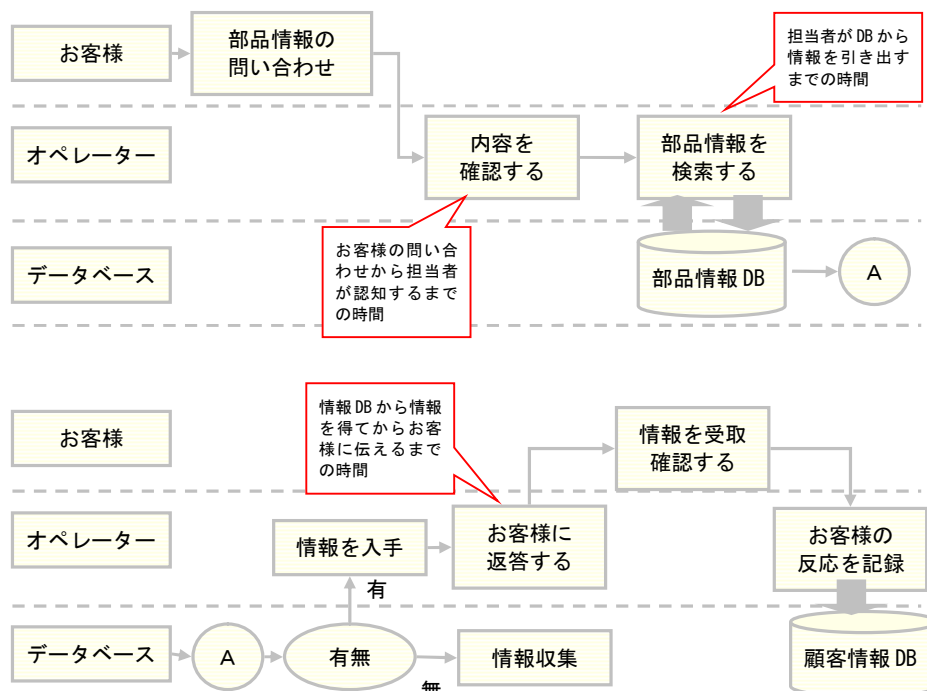 お客様
部品情報の
問い合わせ
担当者が DB から
情報を引き出す
までの時間
オペレーター
内容を
確認する
部品情報を
検索する
お客様の問い合
わせから担当者
が認知するまで
の時間
データベース
部品情報 DB
A
情報 DB から情報
を得てからお客
様に伝えるまで
の時間
お客様
情報を受取
確認する
オペレーター
情報を入手
お客様に
返答する
お客様の
反応を記録
有
データベース
A
有無
情報収集
顧客情報 DB
無